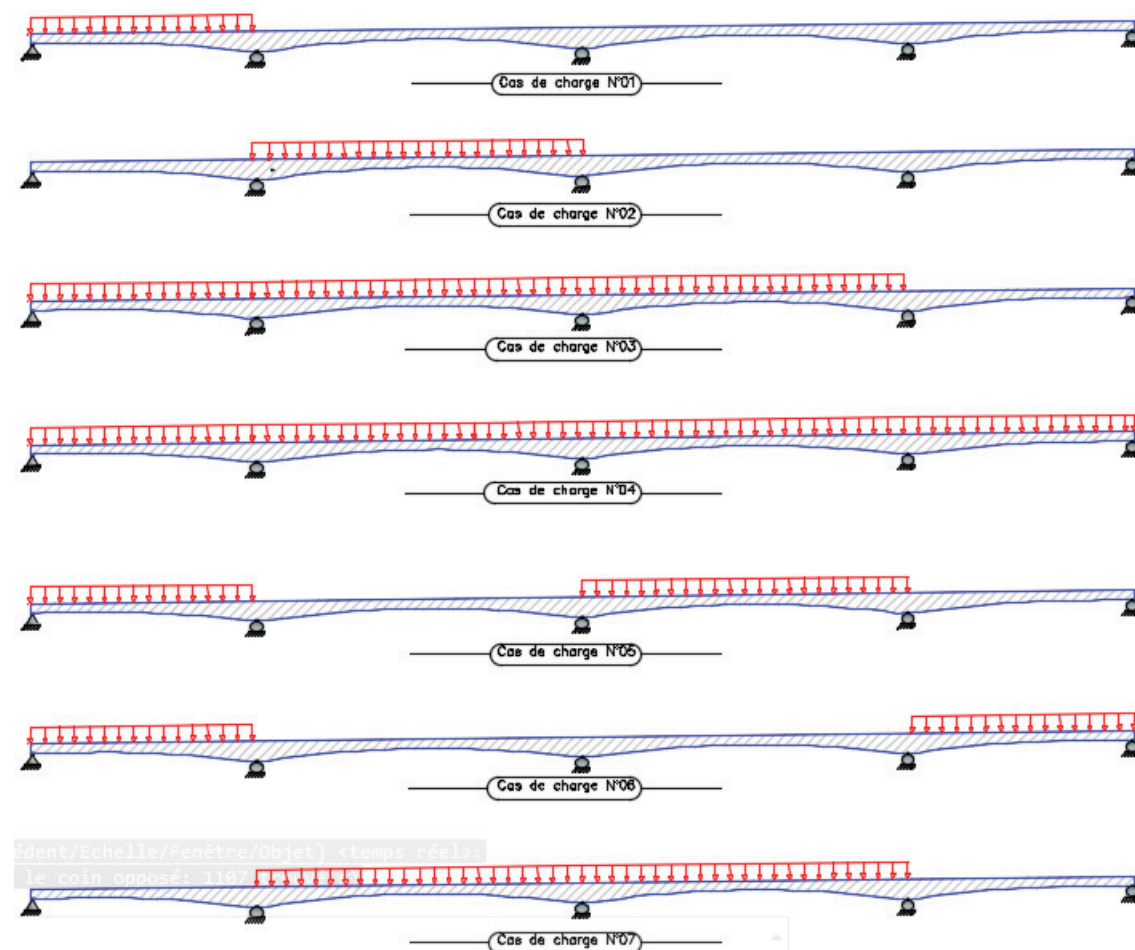 Cas de charge N°01
Cas de charge N°02
Cas de charge N°03
Cas de charge N°04
Cas de charge N°05
Cas de charge N°06
édent/Echelle/Fenêtre/Objet] <temps réel>:
le coin opposé: 1107
Cas de charge N°07